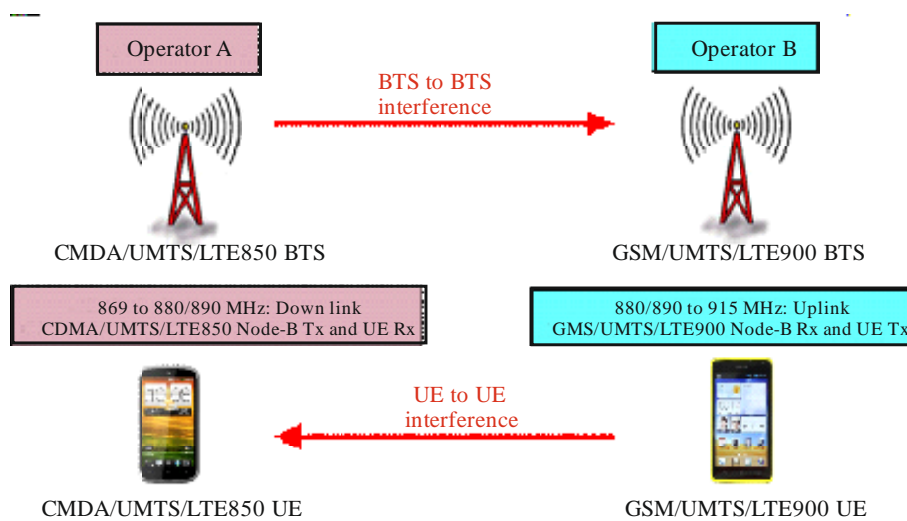 Operator A
Operator B
BTS to BTS
interference
CMDA/UMTS/LTE850 BTS
GSM/UMTS/LTE900 BTS
869 to 880/890 MHz: Down link
CDMA/UMTS/LTE850 Node-B Tx and UE Rx
880/890 to 915 MHz: Uplink
GMS/UMTS/LTE900 Node-B Rx and UE Tx
UE to UE
interference
CMDA/UMTS/LTE850 UE
GSM/UMTS/LTE900 UE